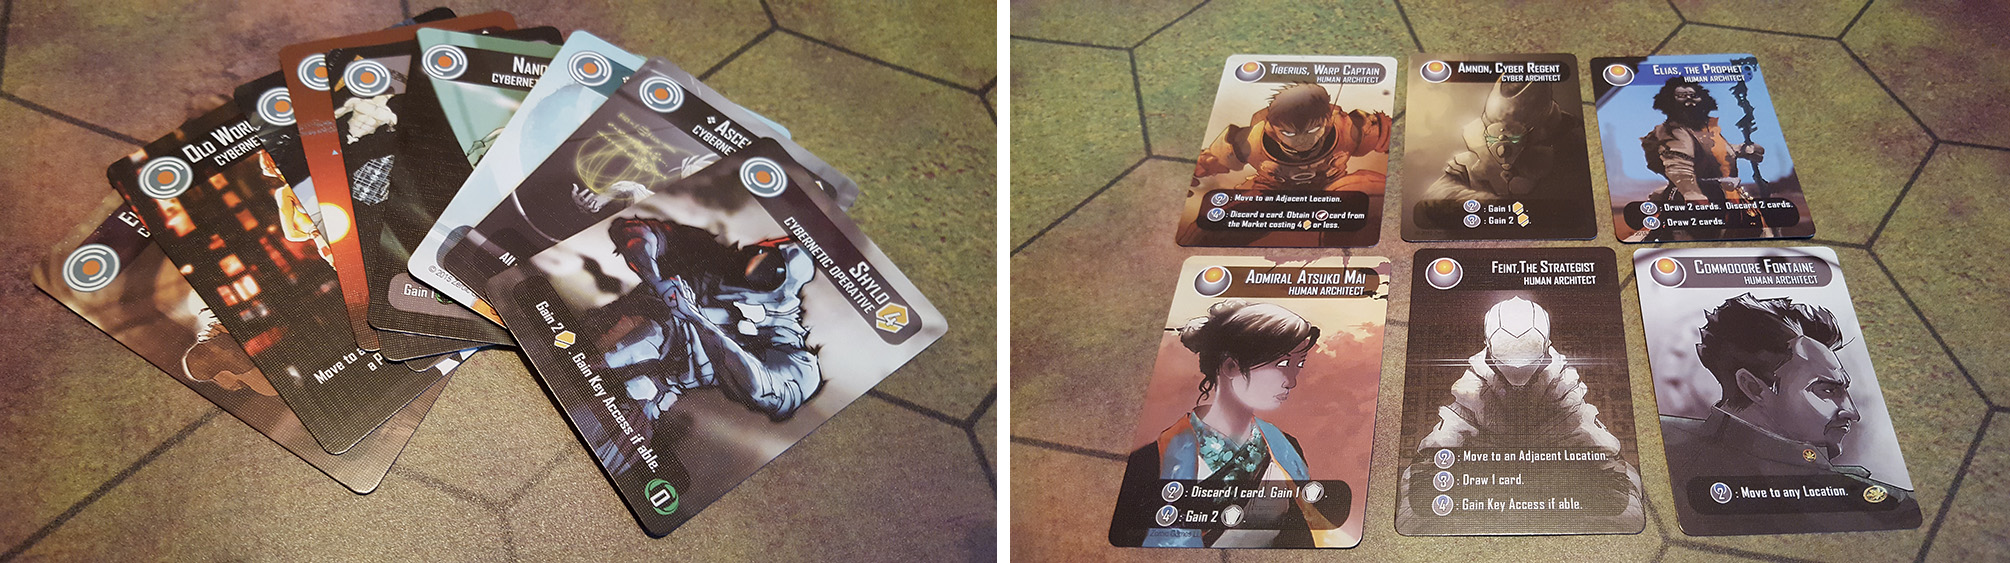 OLD WORL
CYBERNE
NANO
CYBERNETIC
ASCE
CYBERNE
SHYLO
CYBERNETIC OPERATIVE
4
Move to a
a P
All
Gain 1
© 2015
Gain 2 . Gain Key Access if able.
0
TIBERIUS, WARP CAPTAIN
HUMAN ARCHITECT
2 : Move to an Adjacent Location.
4 : Discard a card. Obtain 1 card from
the Market costing 4 or less.
AMNON, CYBER REGENT
CYBER ARCHITECT
2 : Gain 1 .
3 : Gain 2 .
ELIAS, THE PROPHET
HUMAN ARCHITECT
2 : Draw 2 cards. Discard 2 cards.
4 : Draw 2 cards.
ADMIRAL ATSUKO MAI
HUMAN ARCHITECT
2 : Discard 1 card. Gain 1 .
4 : Gain 2 .
FEINT,THE STRATEGIST
HUMAN ARCHITECT
2 : Move to an Adjacent Location.
3 : Draw 1 card.
4 : Gain Key Access if able.
COMMODORE FONTAINE
HUMAN ARCHITECT
2 : Move to any Location.